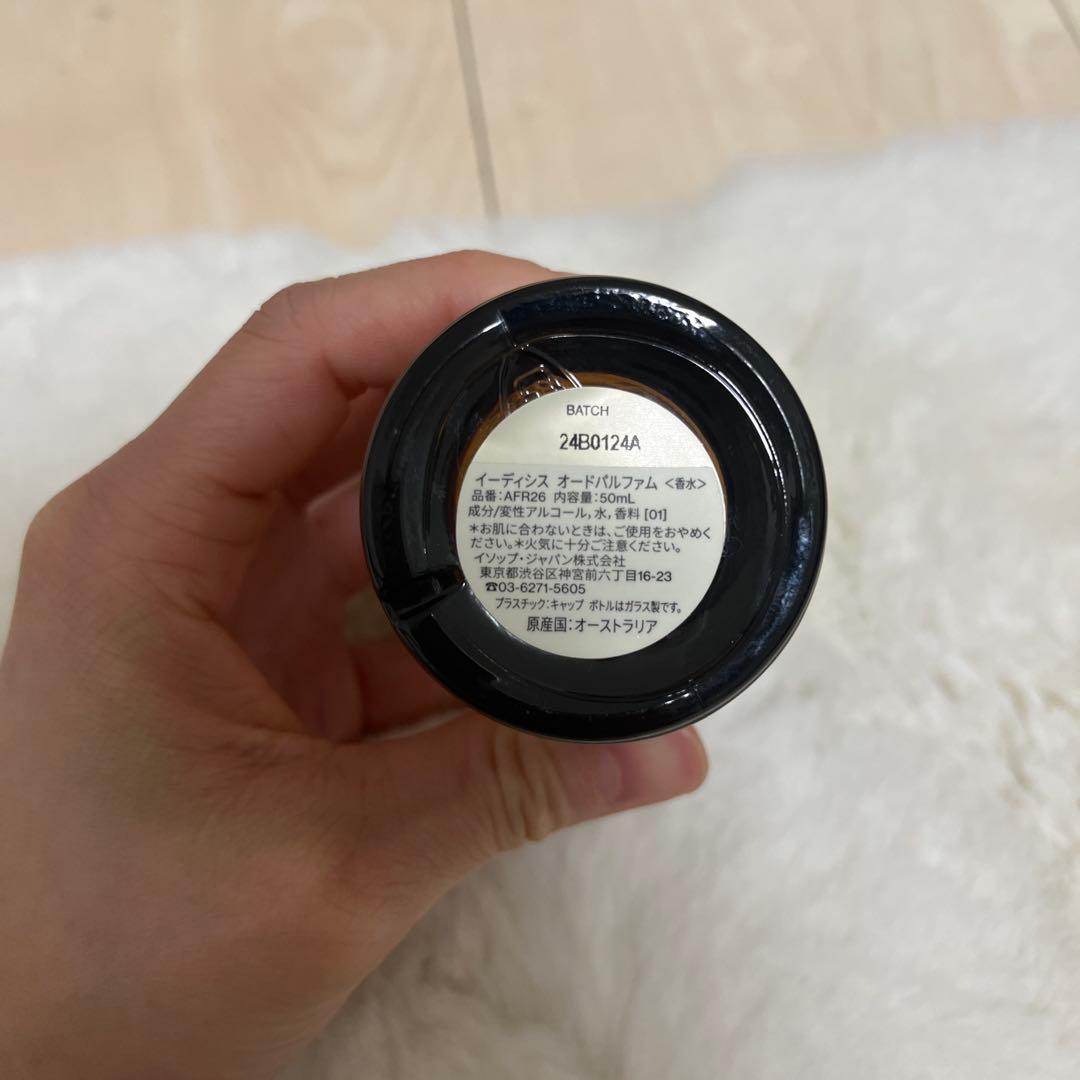 BATCH
24B0124A
イーディシス オードパルファム <香水>
品番:AFR26 内容量:50mL
成分/変性アルコール,水,香料 [01]
*お肌に合わないときは、ご使用をおやめく
ださい。*火気に十分ご注意ください。
イソップ・ジャパン株式会社
東京都渋谷区神宮前六丁目16-23
☎03-6271-5605
プラスチック:キャップ ボトルはガラス製です。
原産国:オーストラリア